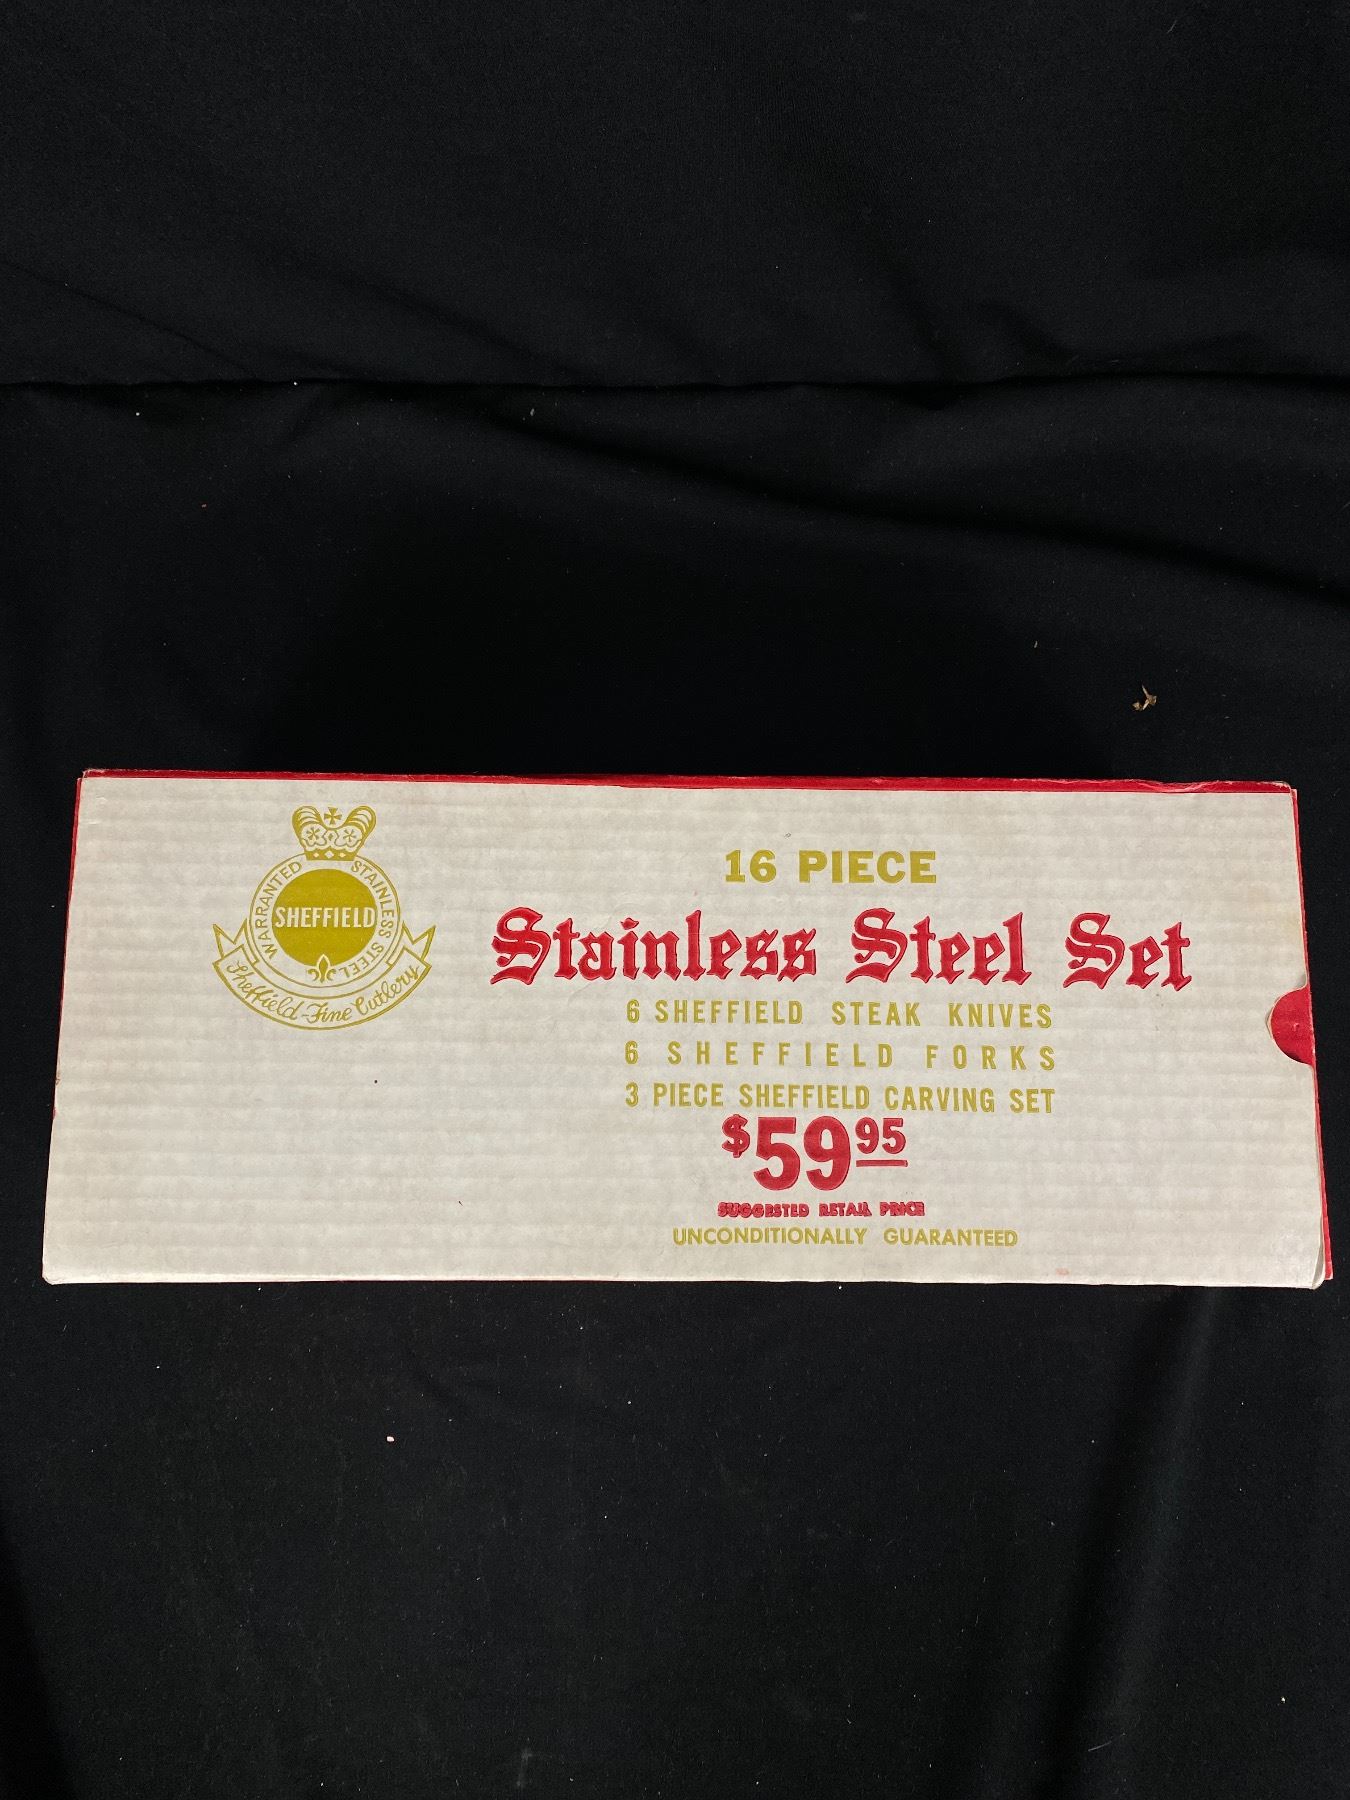 WARRANTED STAINLESS STEEL
SHEFFIELD
Sheffield-Fine Cutlery
16 PIECE
Stainless Steel Set
6 SHEFFIELD STEAK KNIVES
6 SHEFFIELD FORKS
3 PIECE SHEFFIELD CARVING SET
$59 95
SUGGESTED RETAIL PRICE
UNCONDITIONALLY GUARANTEED